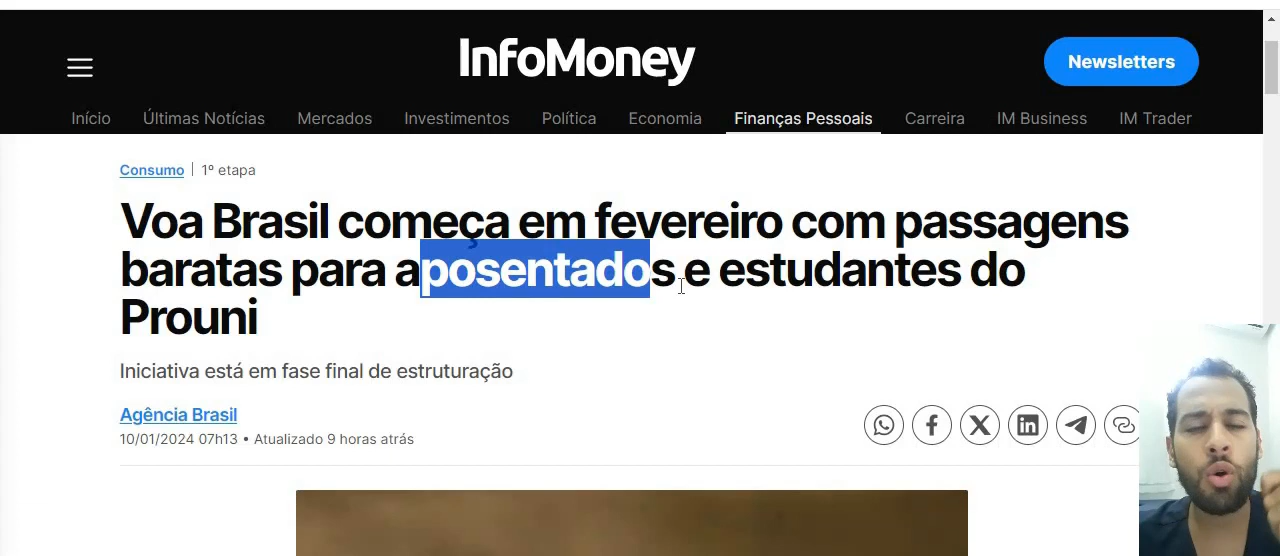 InfoMoney
Newsletters
Início Últimas Notícias Mercados Investimentos Política Economia Finanças Pessoais Carreira IM Business IM Trader
Consumo | 1º etapa
Voa Brasil começa em fevereiro com passagens
baratas para aposentados e estudantes do
Prouni
Iniciativa está em fase final de estruturação
Agência Brasil
10/01/2024 07h13 • Atualizado 9 horas atrás